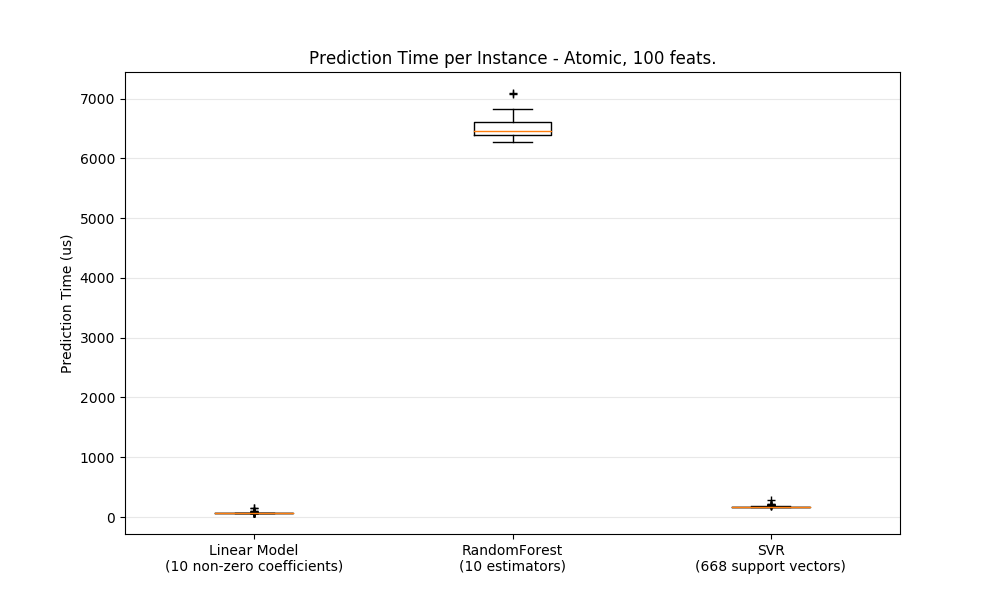 Prediction Time per Instance - Atomic, 100 feats.
Prediction Time (us)
7000
6000
5000
4000
3000
2000
1000
0
Linear Model
(10 non-zero coefficients)
RandomForest
(10 estimators)
SVR
(668 support vectors)